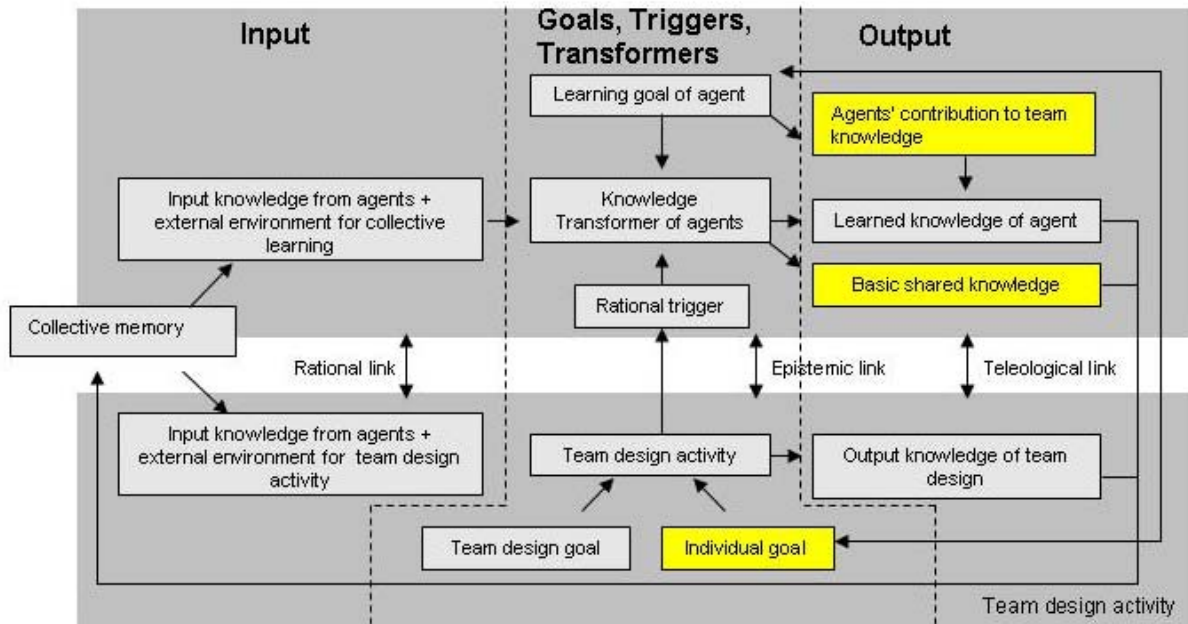 Input
Goals, Triggers,
Transformers
Output
Learning goal of agent
Agents' contribution to team
knowledge
Input knowledge from agents +
external environment for collective
learning
Knowledge
Transformer of agents
Learned knowledge of agent
Basic shared knowledge
Rational trigger
Collective memory
Rational link
Epistemic link
Teleological link
Input knowledge from agents +
external environment for team design
activity
Team design activity
Output knowledge of team
design
Team design goal
Individual goal
Team design activity